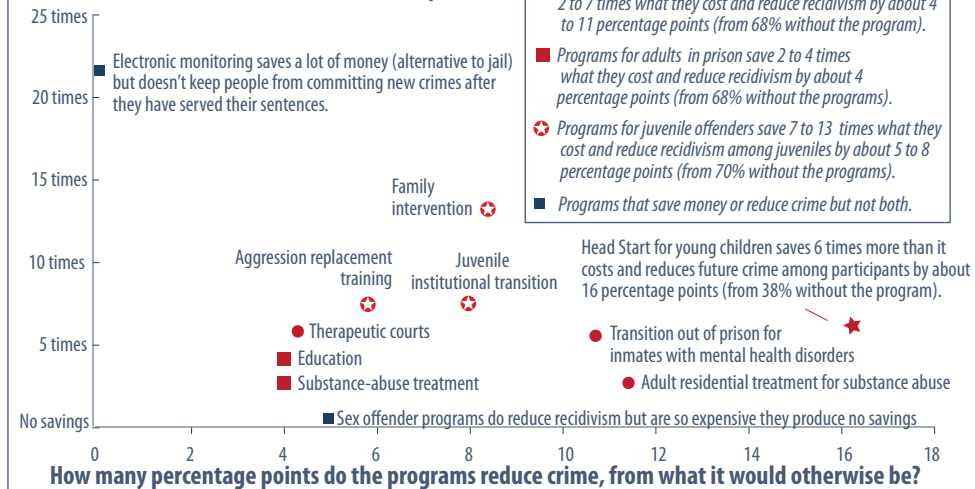 25 times
2 to 7 times what they cost and reduce recidivism by about 4
to 11 percentage points (from 68% without the program).
Electronic monitoring saves a lot of money (alternative to jail)
but doesn't keep people from committing new crimes after
they have served their sentences.
20 times
Programs for adults in prison save 2 to 4 times
what they cost and reduce recidivism by about 4
percentage points (from 68% without the program).
Programs for juvenile offenders save 7 to 13 times what they
cost and reduce recidivism among juveniles by about 5 to 8
percentage points (from 70% without the programs).
Programs that save money or reduce crime but not both.
15 times
Family
intervention
10 times
Aggression replacement
training
Juvenile
institutional transition
Head Start for young children saves 6 times more than it
costs and reduces future crime among participants by about
16 percentage points (from 38% without the program).
5 times
Therapeutic courts
Education
Substance-abuse treatment
Transition out of prison for
inmates with mental health disorders
Adult residential treatment for substance abuse
No savings
Sex offender programs do reduce recidivism but are so expensive they produce no savings
0 2 4 6 8 10 12 14 16 18
How many percentage points do the programs reduce crime, from what it would otherwise be?